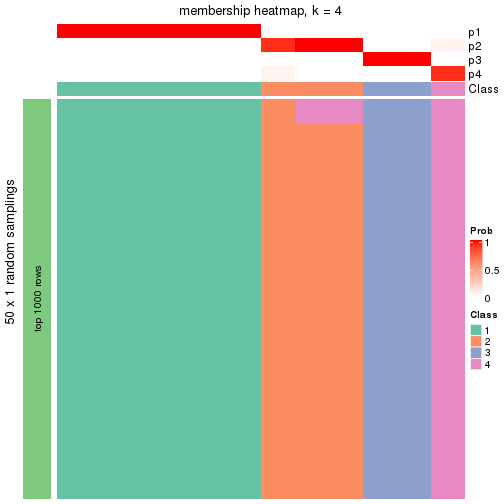 membership heatmap, k = 4
p1
p2
p3
p4
Class
50 x 1 random samplings
top 1000 rows
Prob
1
0.5
0
Class
1
2
3
4